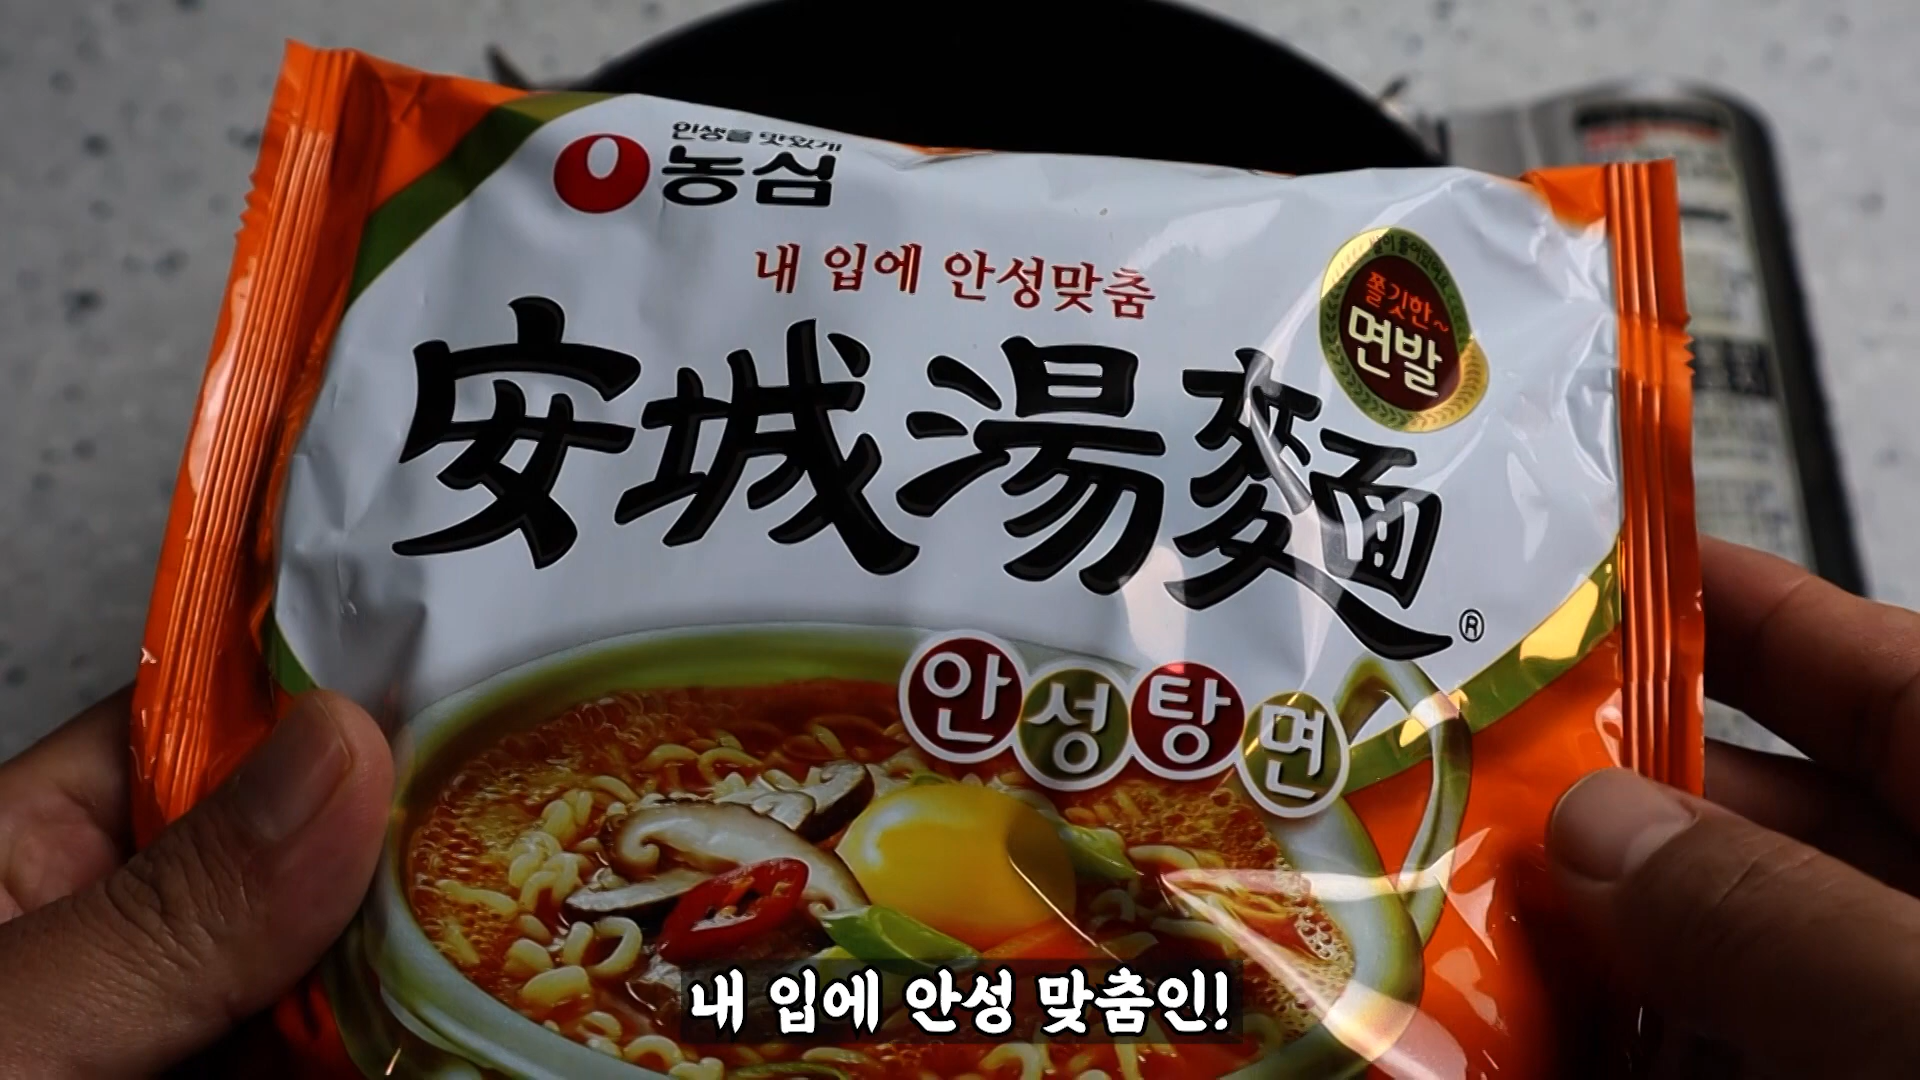 인생을 맛있게
농심
내 입에 안성맞춤
쫄깃한~
면발
安城湯麵
®
안성탕면
내 입에 안성 맞춤인!